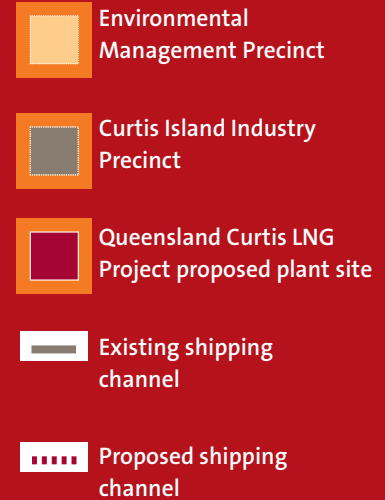 Environmental
Management Precinct
Curtis Island Industry
Precinct
Queensland Curtis LNG
Project proposed plant site
Existing shipping
channel
Proposed shipping
channel